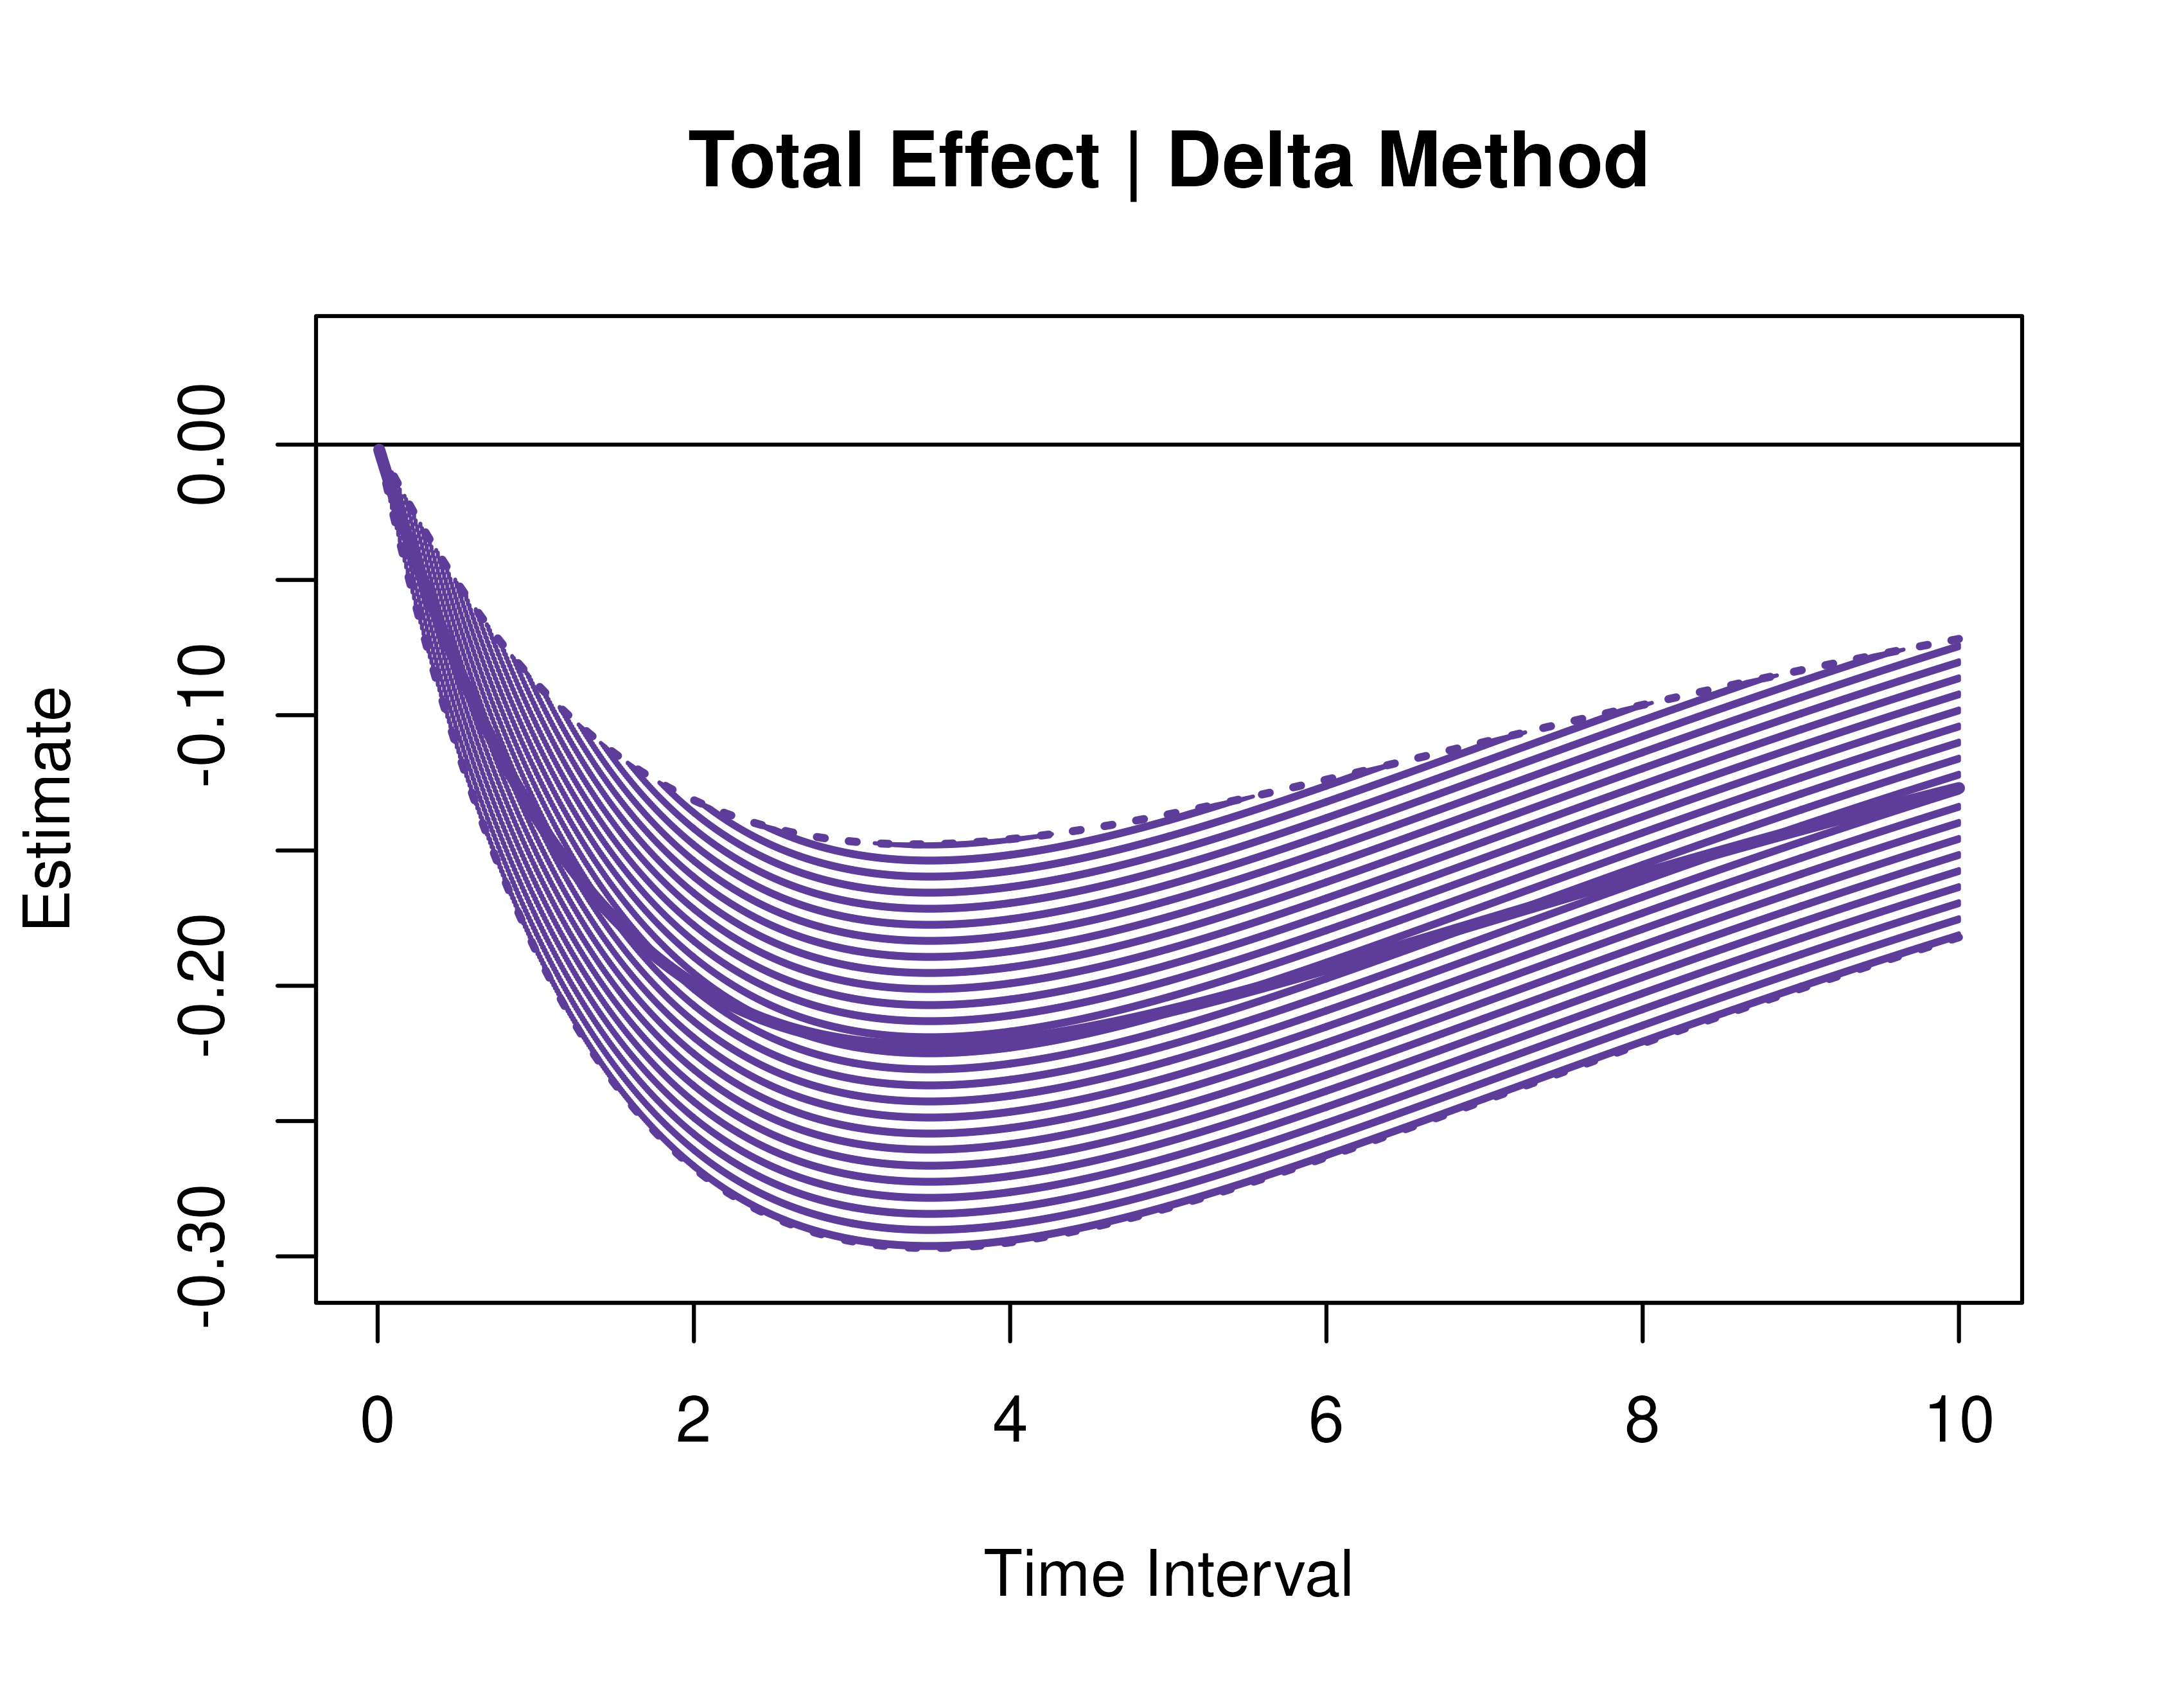 Total Effect | Delta Method
Estimate
0.00
-0.10
-0.20
-0.30
0 2 4 6 8 10
Time Interval